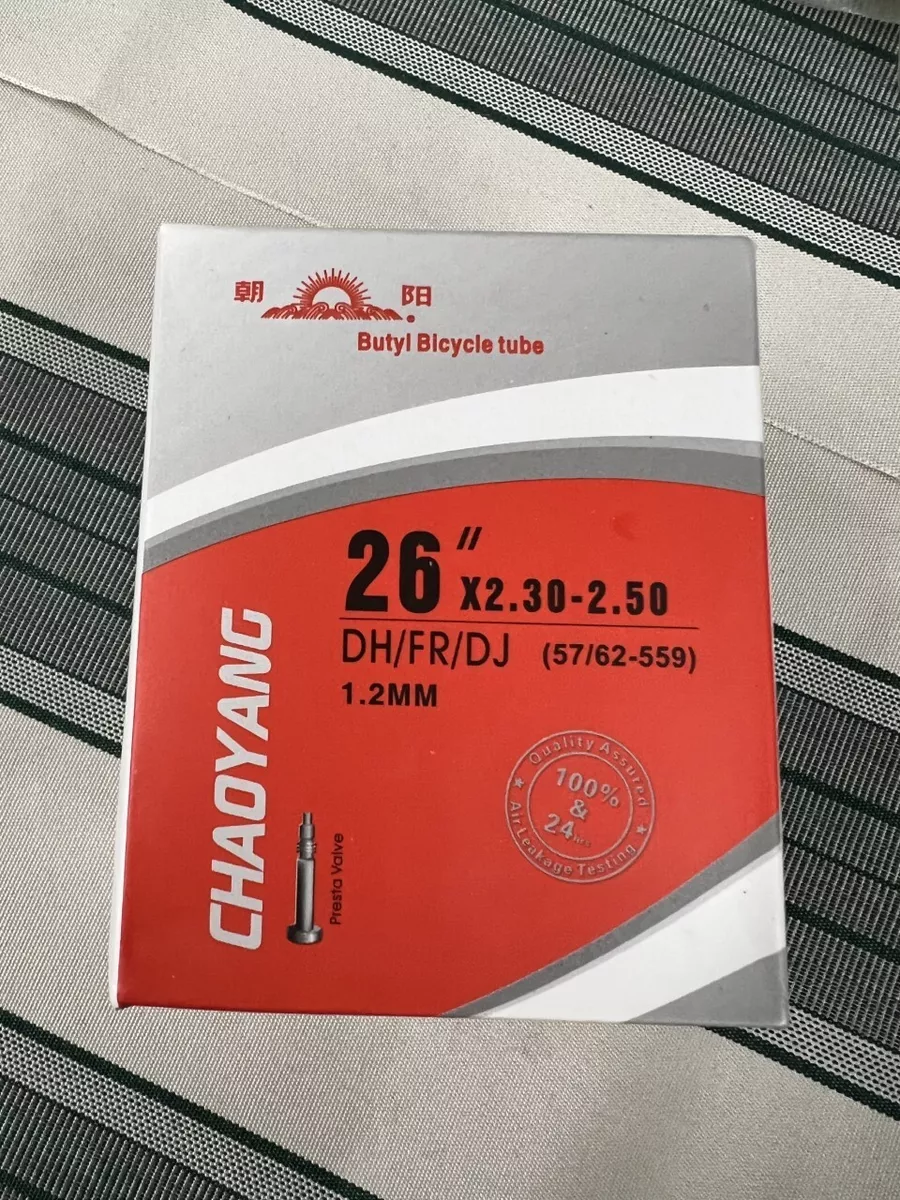 朝 阳
Butyl Bicycle tube
26" X2.30-2.50
DH/FR/DJ (57/62-559)
1.2MM
CHAOYANG
Presta Valve
Quality Assured
100%
&
24hrs
Air Leakage Testing